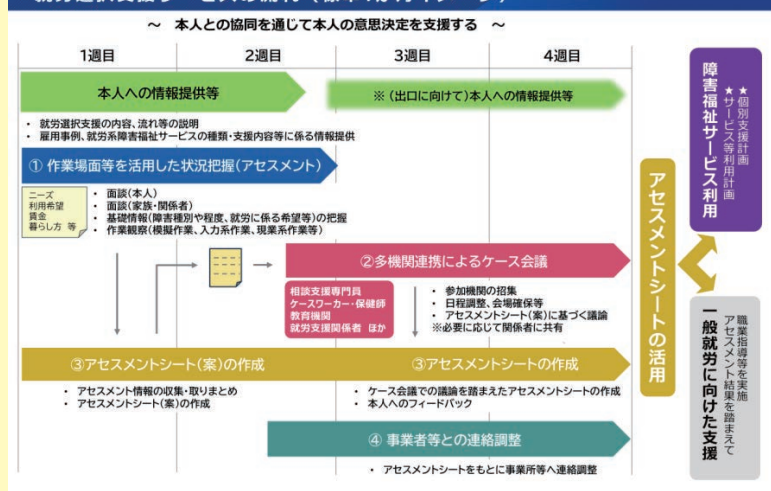 ～ 本人との協同を通じて本人の意思決定を支援する ～
1週目
2週目
3週目
4週目
本人への情報提供等
※（出口に向けて）本人への情報提供等
・ 就労選択支援の内容、流れ等の説明
・ 雇用事例、就労系障害福祉サービスの種類・支援内容等に係る情報提供
① 作業場面等を活用した状況把握（アセスメント）
ニーズ
利用希望
賃金
暮らし方 等
・ 面談（本人）
・ 面談（家族・関係者）
・ 基礎情報（障害種別や程度、就労に係る希望等）の把握
・ 作業観察（模擬作業、入力系作業、現業系作業等）
②多機関連携によるケース会議
相談支援専門員
ケースワーカー・保健師
教育機関
就労支援関係者 ほか
・ 参加機関の招集
・ 日程調整、会場確保等
・ アセスメントシート（案）に基づく議論
※必要に応じて関係者に共有
③アセスメントシート（案）の作成
③アセスメントシートの作成
・ アセスメント情報の収集・取りまとめ
・ アセスメントシート（案）の作成
・ ケース会議での議論を踏まえたアセスメントシートの作成
・ 本人へのフィードバック
④ 事業者等との連絡調整
・ アセスメントシートをもとに事業所等へ連絡調整
アセスメントシートの活用
★個別支援計画
★サービス等利用計画
障害福祉サービス利用
アセスメント結果を踏まえて
職業指導等を実施
一般就労に向けた支援